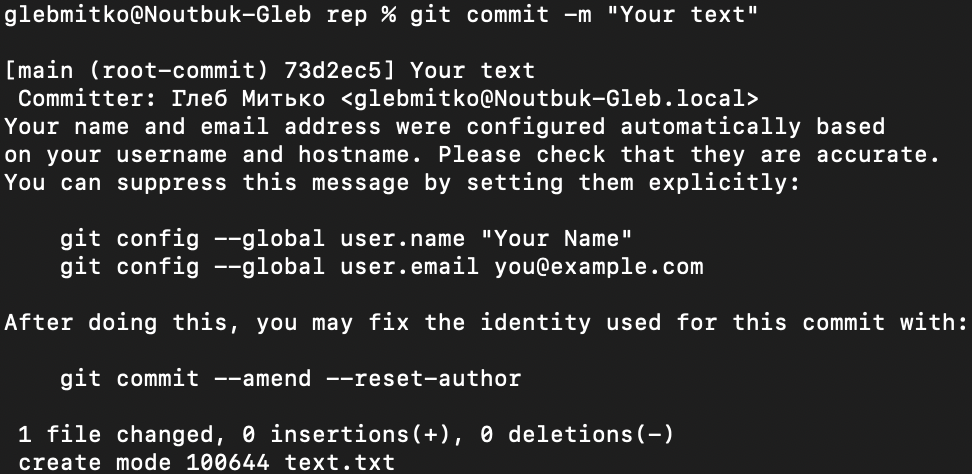 glebmitko@Noutbuk-Gleb rep % git commit -m "Your text"
[main (root-commit) 73d2ec5] Your text
Committer: Глеб Митько <glebmitko@Noutbuk-Gleb.local>
Your name and email address were configured automatically based
on your username and hostname. Please check that they are accurate.
You can suppress this message by setting them explicitly:
git config --global user.name "Your Name"
git config --global user.email you@example.com
After doing this, you may fix the identity used for this commit with:
git commit --amend --reset-author
1 file changed, 0 insertions(+), 0 deletions(-)
create mode 100644 text.txt